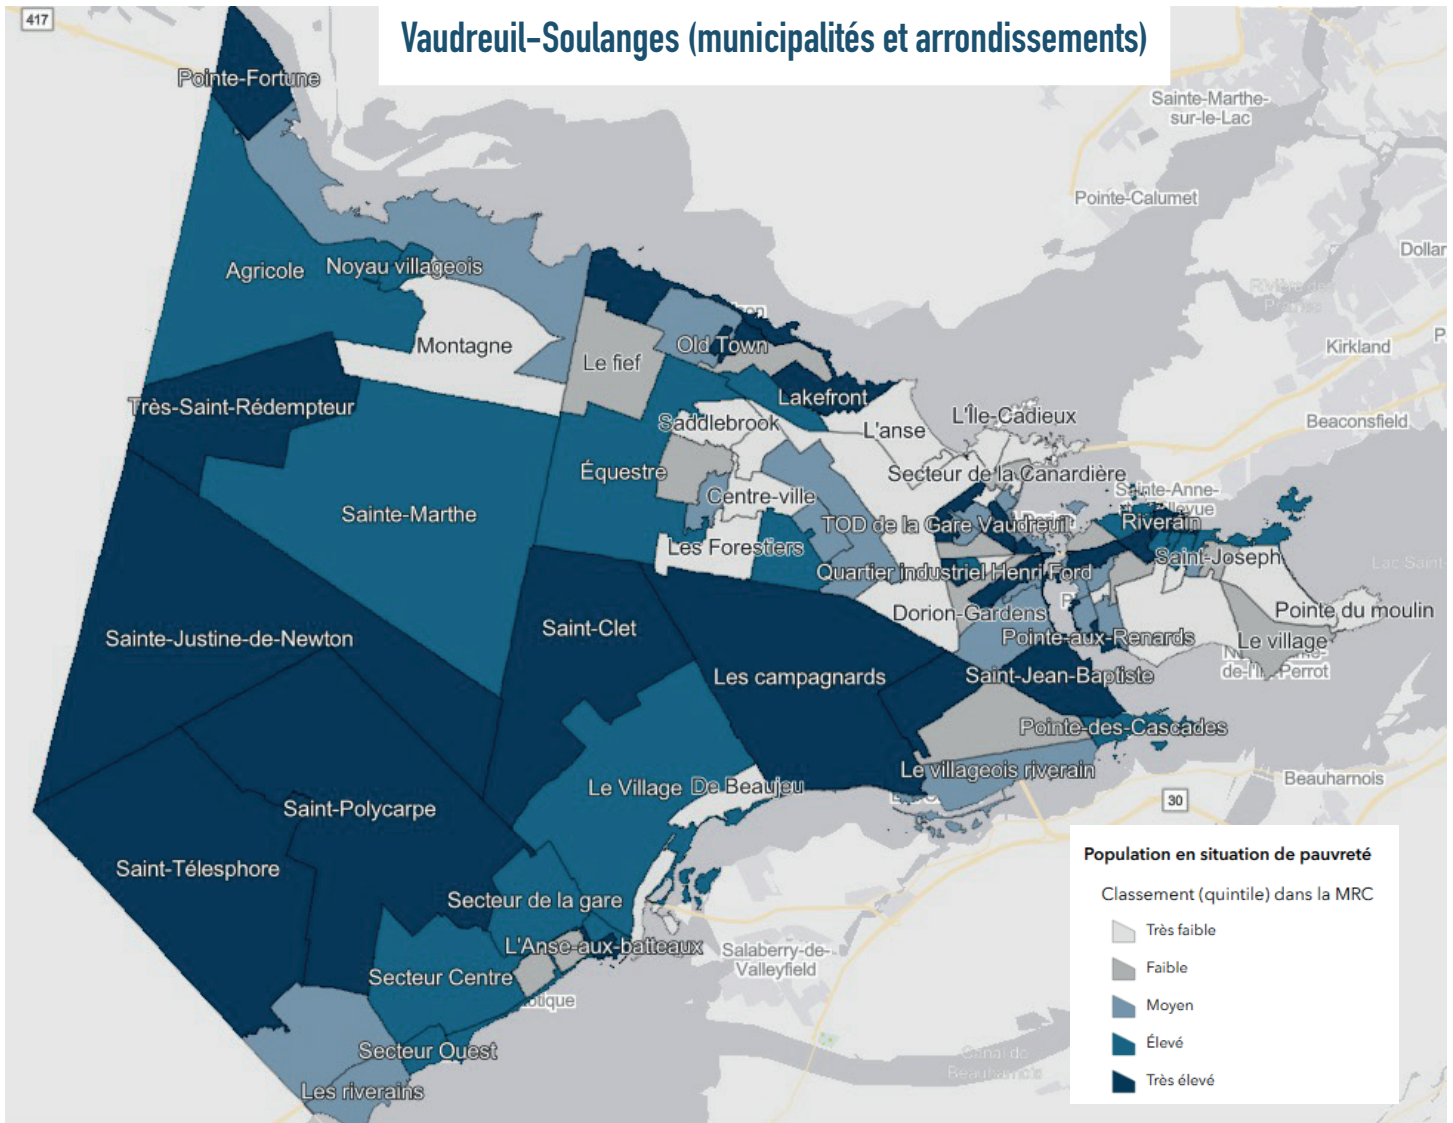 417
Vaudreuil-Soulanges (municipalités et arrondissements)
Pointe-Fortune
Sainte-Marthe-
sur-le-Lac
Pointe-Calumet
Agricole
Noyau villageois
Montagne
Le fief
Old Town
Kirkland
Très-Saint-Rédempteur
Lakefront
L'Île-Cadieux
Beaconsfield
Saddlebrook
L'anse
Équestre
Secteur de la Canardière
Sainte-Marthe
Centre-ville
Sainte-Anne-
TOD de la Gare Vaudreuil
Riverain
Les Forestiers
Saint-Joseph
Quartier industriel Henri Ford
Dorion-Gardens
Pointe du moulin
Sainte-Justine-de-Newton
Saint-Clet
Pointe-aux-Renards
Le village
Les campagnards
Saint-Jean-Baptiste
Pointe-des-Cascades
Le villageois riverain
Le Village
De Beaujeu
Beauharnois
30
Saint-Polycarpe
Saint-Télesphore
Secteur de la gare
L'Anse-aux-batteaux
Salaberry-de-
Valleyfield
Secteur Centre
Secteur Ouest
Canal de
Beauharnois
Les riverains
Population en situation de pauvreté
Classement (quintile) dans la MRC
Très faible
Faible
Moyen
Élevé
Très élevé